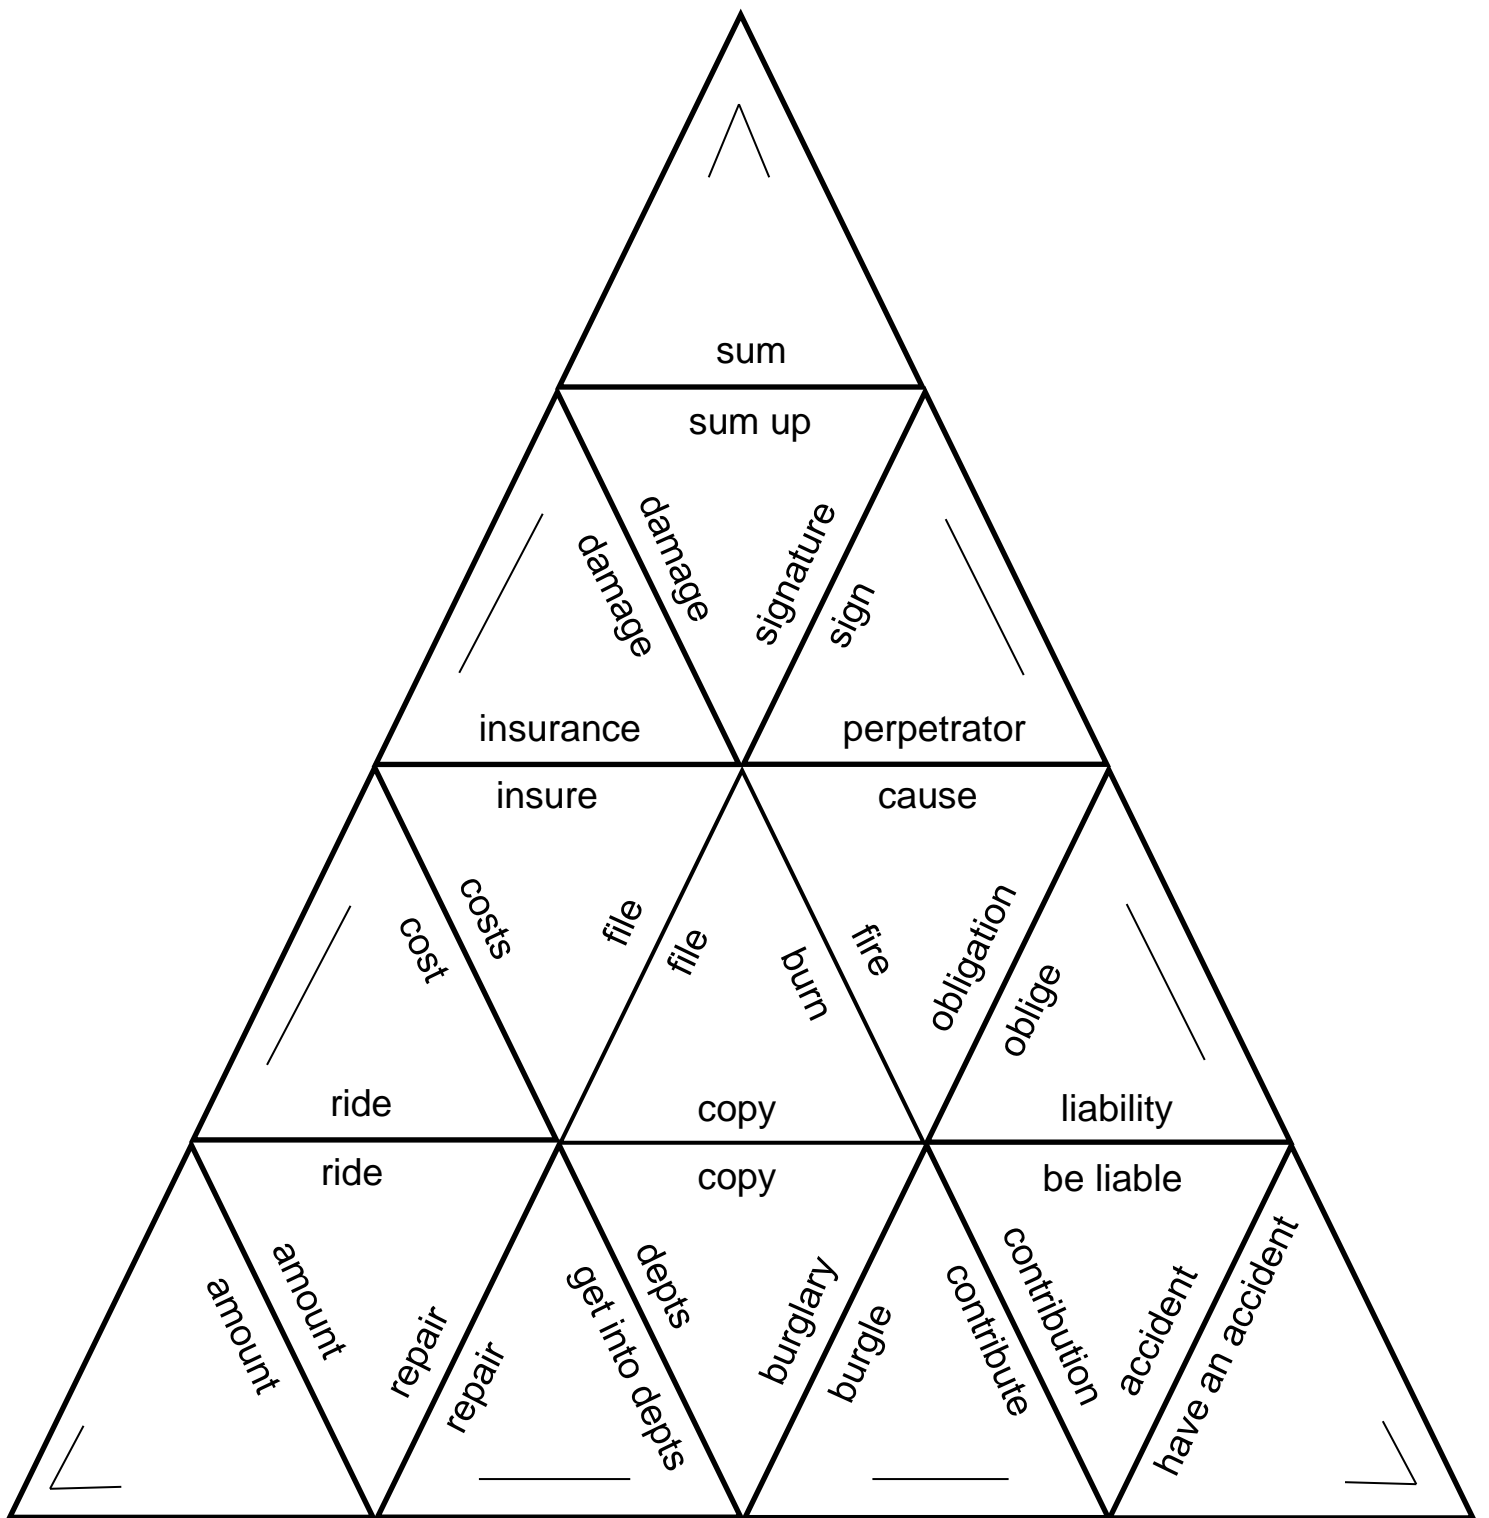 sum
sum up
damage
damage
signature
sign
insurance
perpetrator
insure
cause
cost
costs
file
file
burn
fire
obligation
oblige
ride
copy
liability
ride
copy
be liable
amount
amount
repair
repair
get into depts
depts
burglary
burgle
contribute
contribution
accident
have an accident